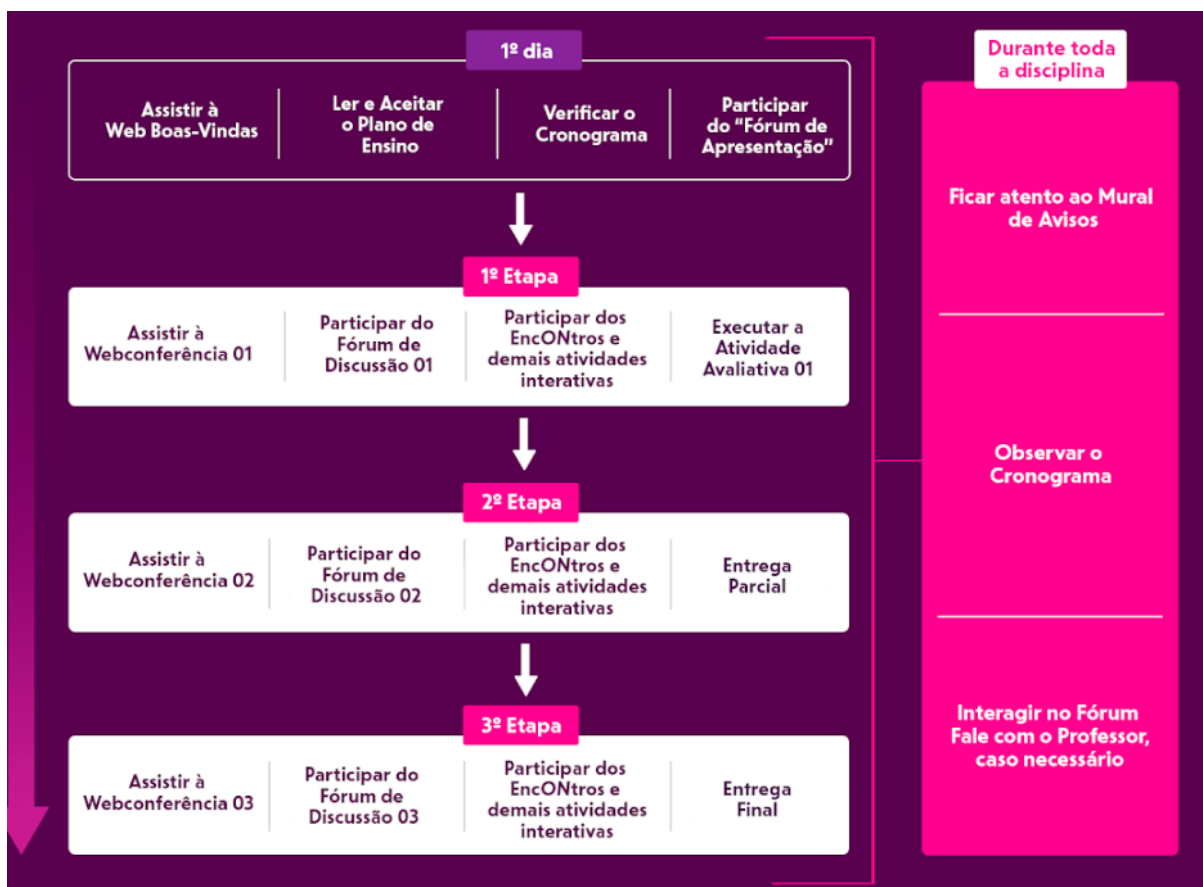 1º dia
Assistir à
Web Boas-Vindas
Ler e Aceitar
o Plano de
Ensino
Verificar o
Cronograma
Participar
do “Fórum de
Apresentação”
1º Etapa
Assistir à
Webconferência 01
Participar do
Fórum de
Discussão 01
Participar dos
EncONtros e
demais atividades
interativas
Executar a
Atividade
Avaliativa 01
2º Etapa
Assistir à
Webconferência 02
Participar do
Fórum de
Discussão 02
Participar dos
EncONtros e
demais atividades
interativas
Entrega
Parcial
3º Etapa
Assistir à
Webconferência 03
Participar do
Fórum de
Discussão 03
Participar dos
EncONtros e
demais atividades
interativas
Entrega
Final
Durante toda
a disciplina
Ficar atento ao Mural
de Avisos
Observar o
Cronograma
Interagir no Fórum
Fale com o Professor,
caso necessário